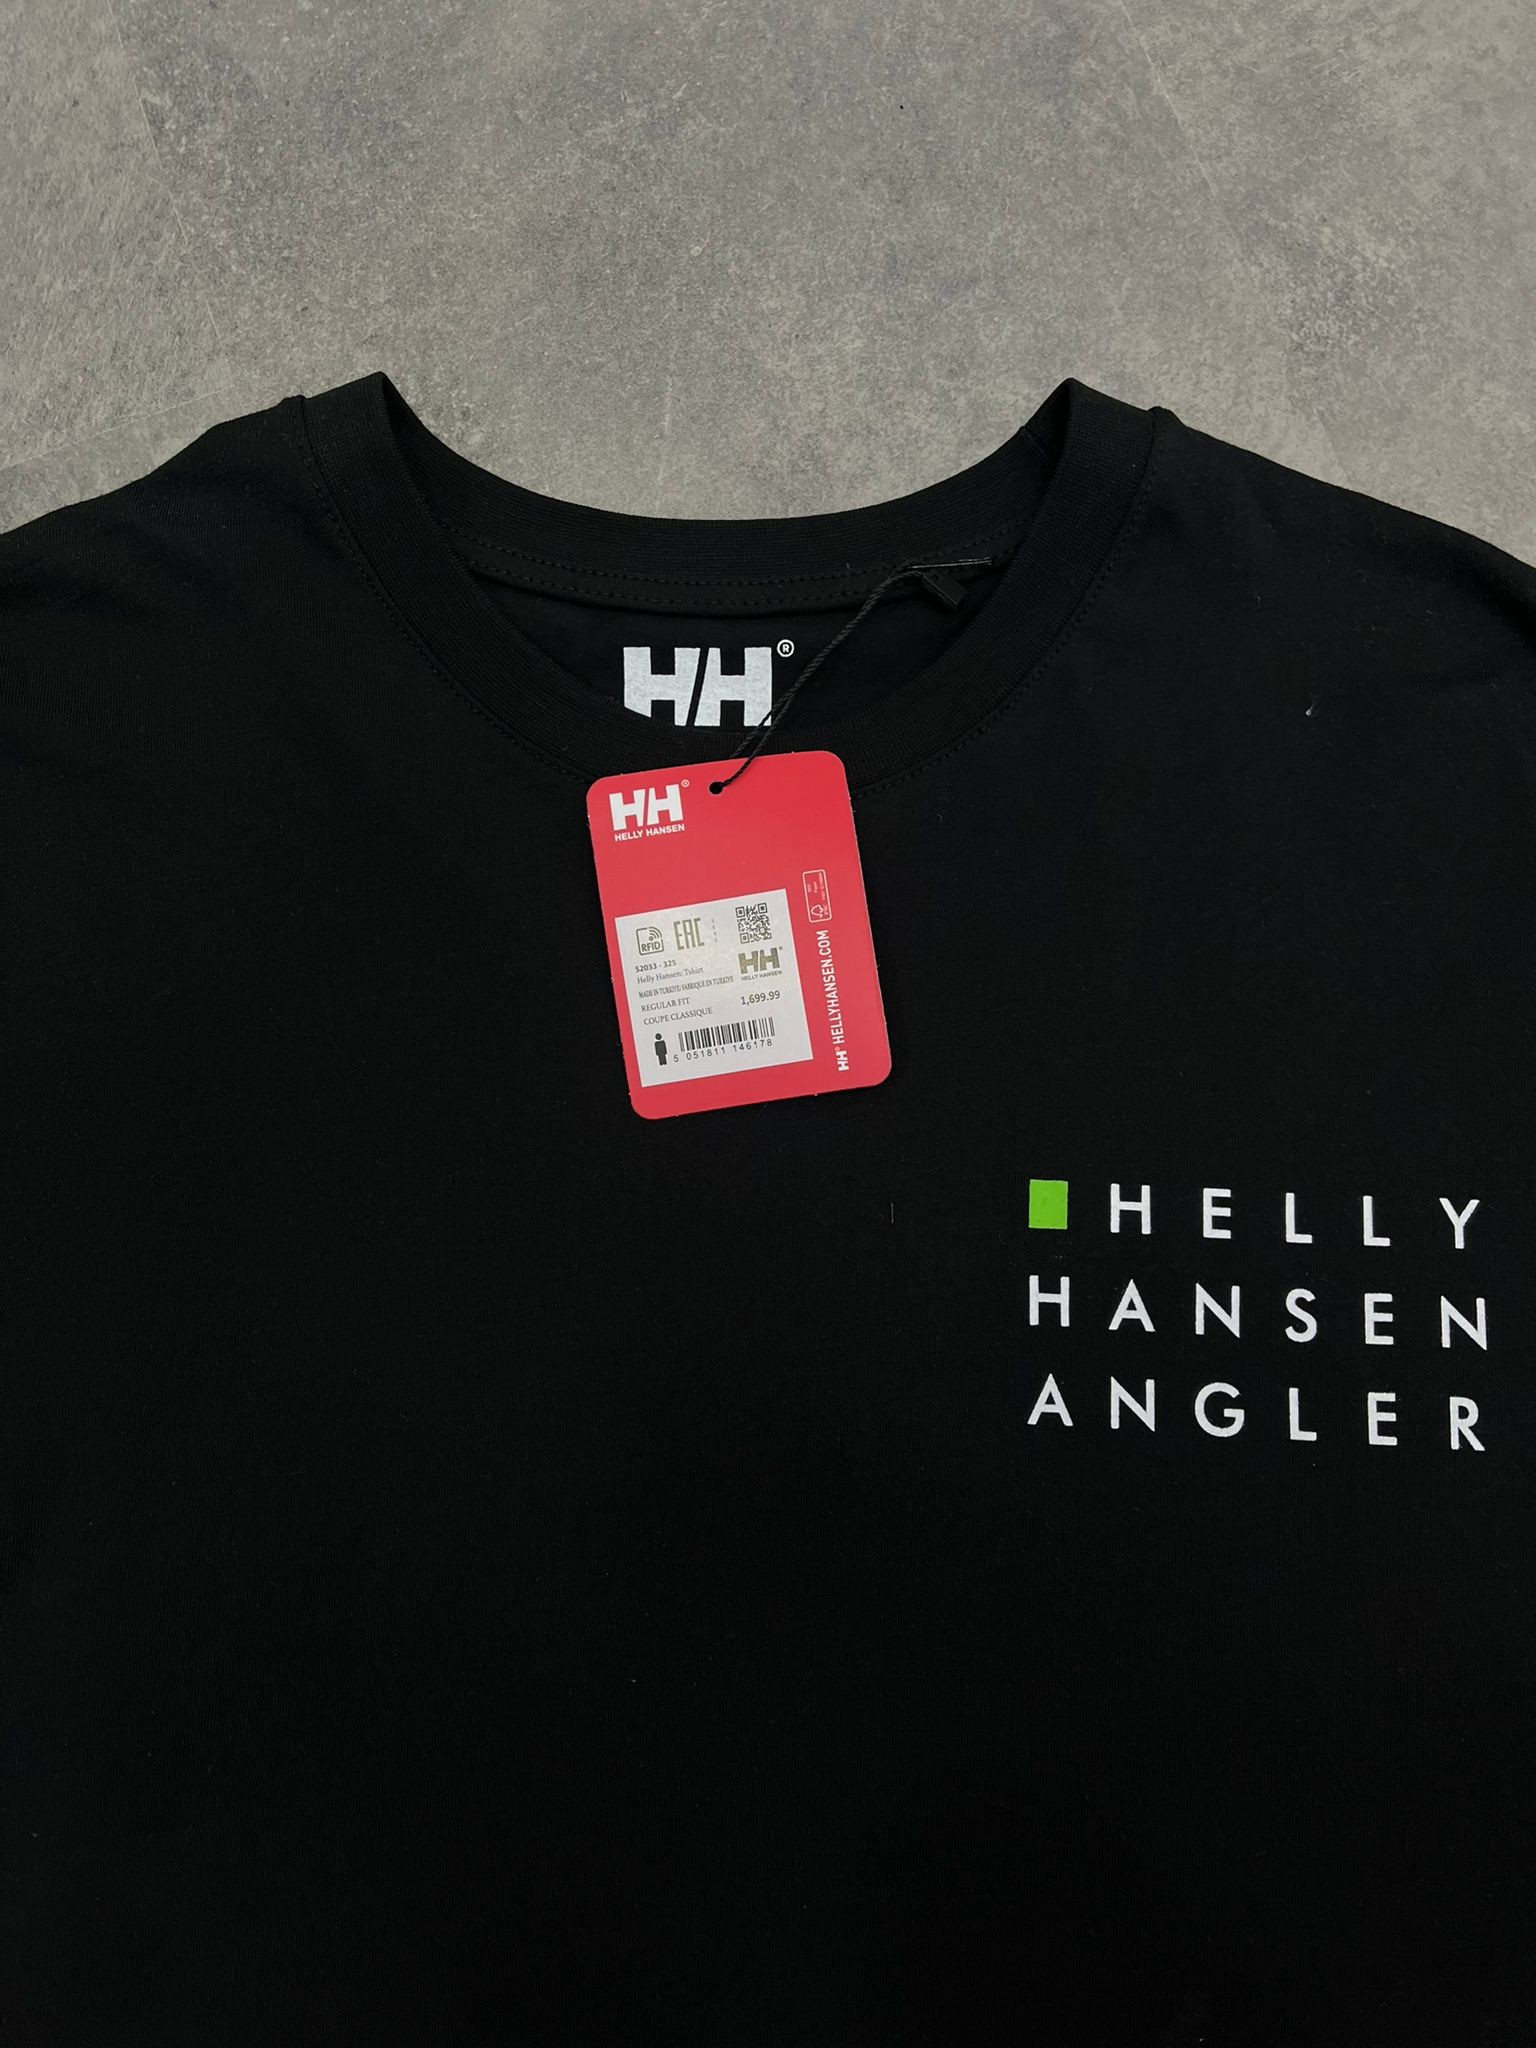 HH®
HH®
HELLY HANSEN
RFID
EAC
52033 - 325
Helly Hansen: Tshirt
HH
HELLY HANSEN
MADE IN TURKIYE/ FABRIQUE EN TURKIYE
REGULAR FIT
1,699.99
COUPE CLASSIQUE
5 051811 146178
HH® HELLYHANSEN.COM
HELLY
HANSEN
ANGLER